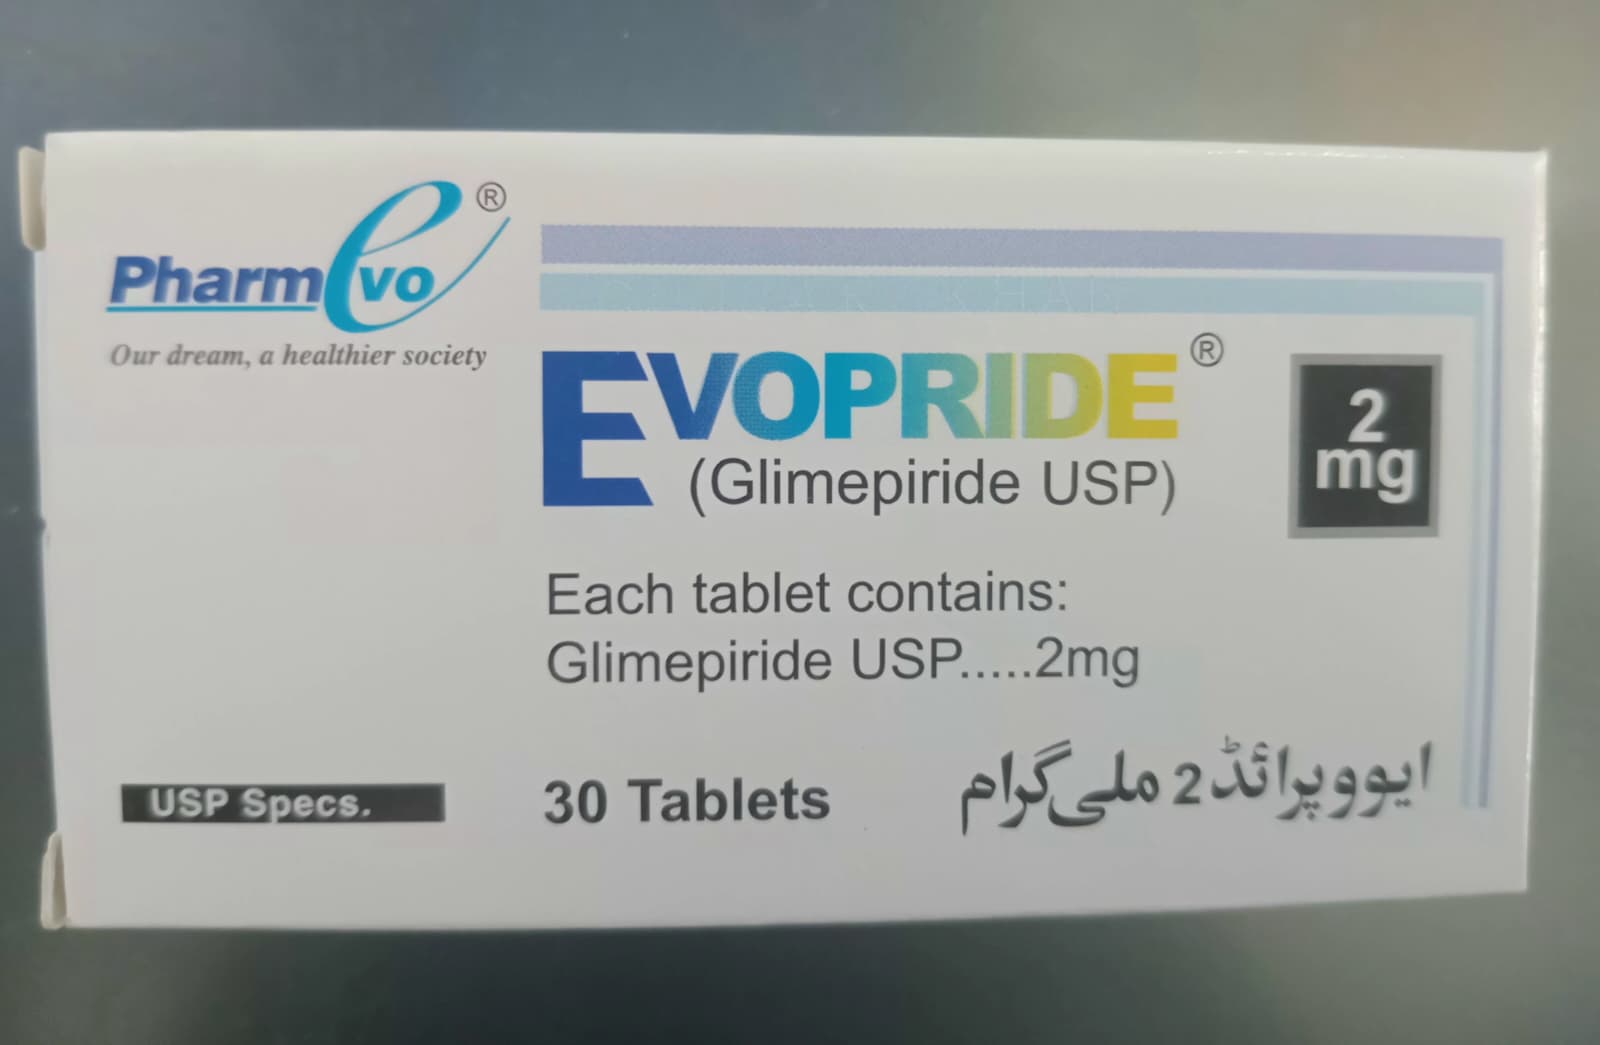 PharmEvo®
Our dream, a healthier society
EVOPRIDE®
(Glimepiride USP)
2
mg
Each tablet contains:
Glimepiride USP.....2mg
USP Specs.
30 Tablets
ایووپرائڈ 2 ملی گرام